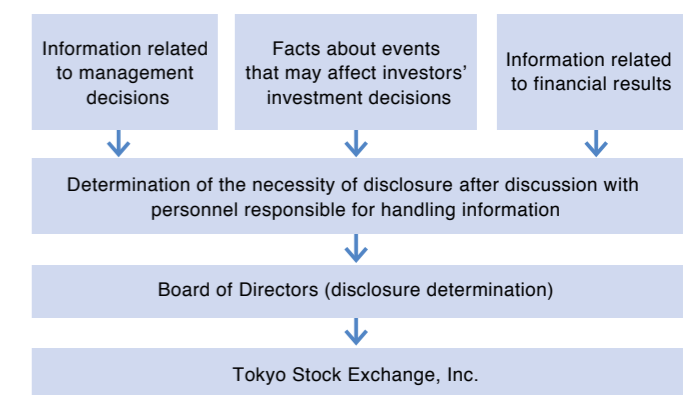 Information related
to management
decisions
Facts about events
that may affect investors'
investment decisions
Information related
to financial results
Determination of the necessity of disclosure after discussion with
personnel responsible for handling information
Board of Directors (disclosure determination)
Tokyo Stock Exchange, Inc.